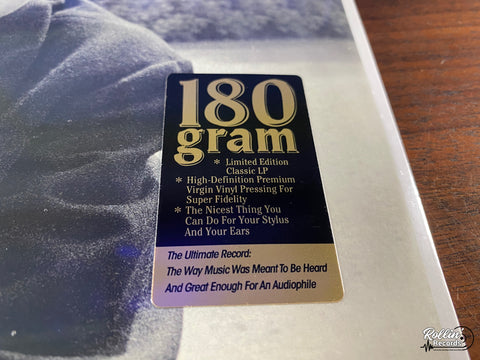 180
gram
* Limited Edition
Classic LP
* High-Definition Premium
Virgin Vinyl Pressing For
Super Fidelity
* The Nicest Thing You
Can Do For Your Stylus
And Your Ears
The Ultimate Record:
The Way Music Was Meant To Be Heard
And Great Enough For An Audiophile
Rollin'
Records